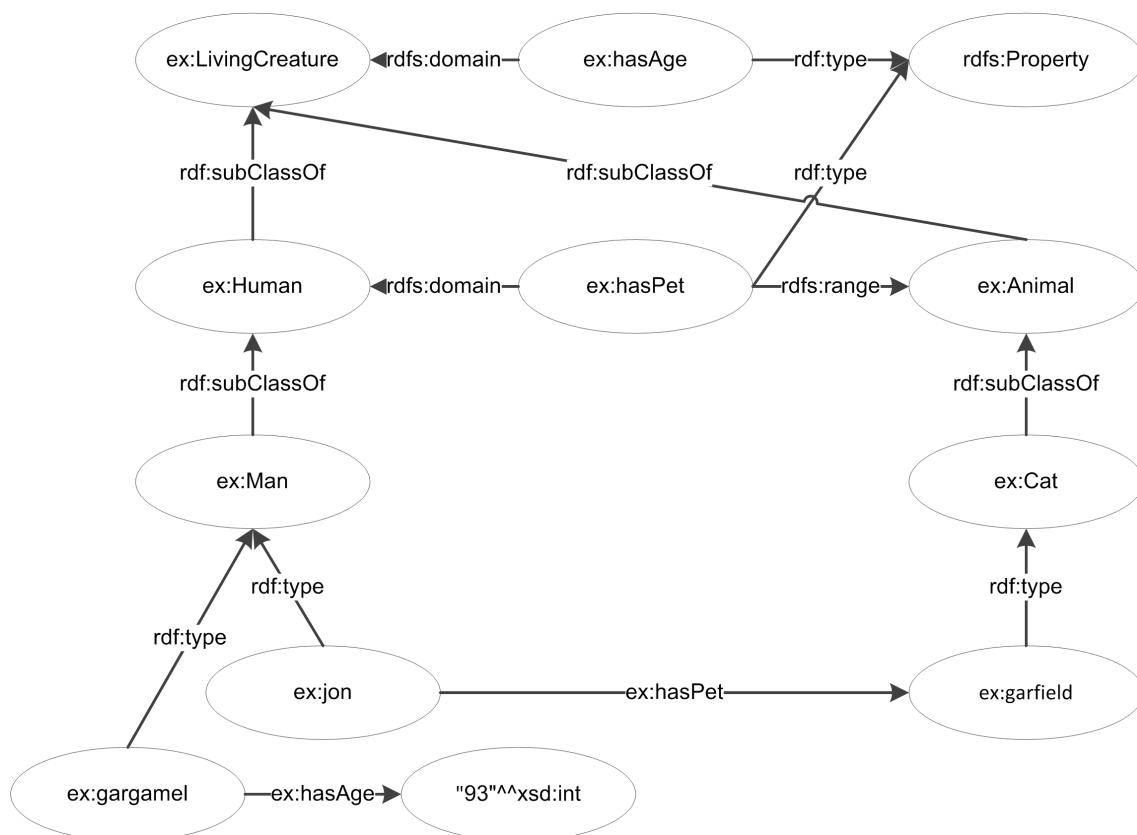 ex:LivingCreature
rdfs:domain
ex:hasAge
rdf:type
rdfs:Property
rdf:subClassOf
rdf:subClassOf
rdf:type
ex:Human
rdfs:domain
ex:hasPet
rdfs:range
ex:Animal
rdf:subClassOf
rdf:subClassOf
ex:Man
ex:Cat
rdf:type
rdf:type
rdf:type
ex:jon
ex:hasPet
ex:garfield
ex:gargamel
ex:hasAge
"93"^^xsd:int